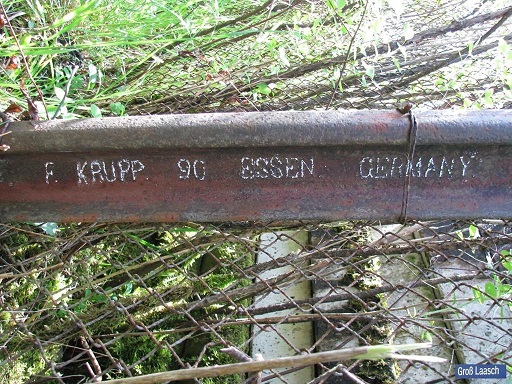 F. KRUPP 90 ESSEN GERMANY
Groß Laasch